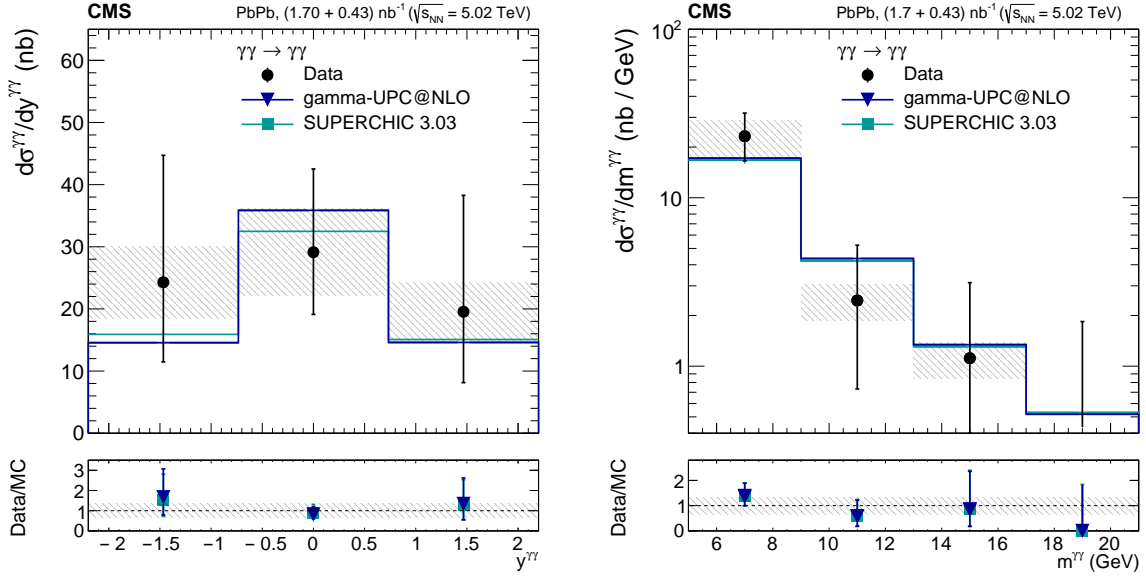 CMS PbPb, (1.70 + 0.43) nb⁻¹ (√s_NN = 5.02 TeV)
γγ → γγ
Data
gamma-UPC@NLO
SUPERCHIC 3.03
dσ^γγ/dy^γγ (nb)
60
50
40
30
20
10
0
Data/MC
3
2
1
0
−2 −1.5 −1 −0.5 0 0.5 1 1.5 2
y^γγ
CMS PbPb, (1.7 + 0.43) nb⁻¹ (√s_NN = 5.02 TeV)
γγ → γγ
Data
gamma-UPC@NLO
SUPERCHIC 3.03
dσ^γγ/dm^γγ (nb / GeV)
10²
10
1
Data/MC
2
1
0
6 8 10 12 14 16 18 20
m^γγ (GeV)